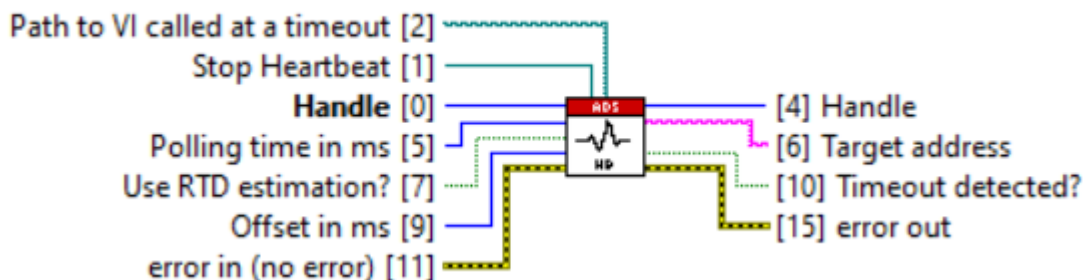 Path to VI called at a timeout [2]
Stop Heartbeat [1]
Handle [0]
Polling time in ms [5]
Use RTD estimation? [7]
Offset in ms [9]
error in (no error) [11]
ADS
HB
[4] Handle
[6] Target address
[10] Timeout detected?
[15] error out